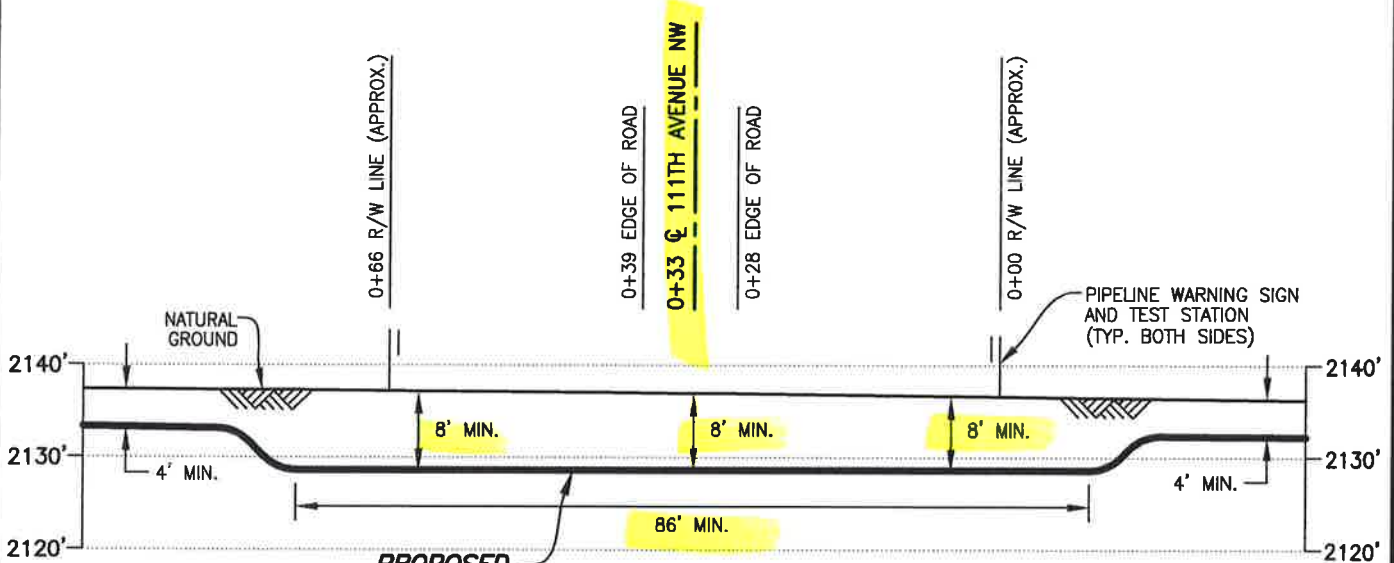 0+66 R/W LINE (APPROX.)
0+39 EDGE OF ROAD
0+33 ℄ 111TH AVENUE NW
0+28 EDGE OF ROAD
0+00 R/W LINE (APPROX.)
NATURAL
GROUND
PIPELINE WARNING SIGN
AND TEST STATION
(TYP. BOTH SIDES)
2140'
2140'
8' MIN.
8' MIN.
8' MIN.
2130'
2130'
4' MIN.
4' MIN.
86' MIN.
2120'
2120'
PROPOSED